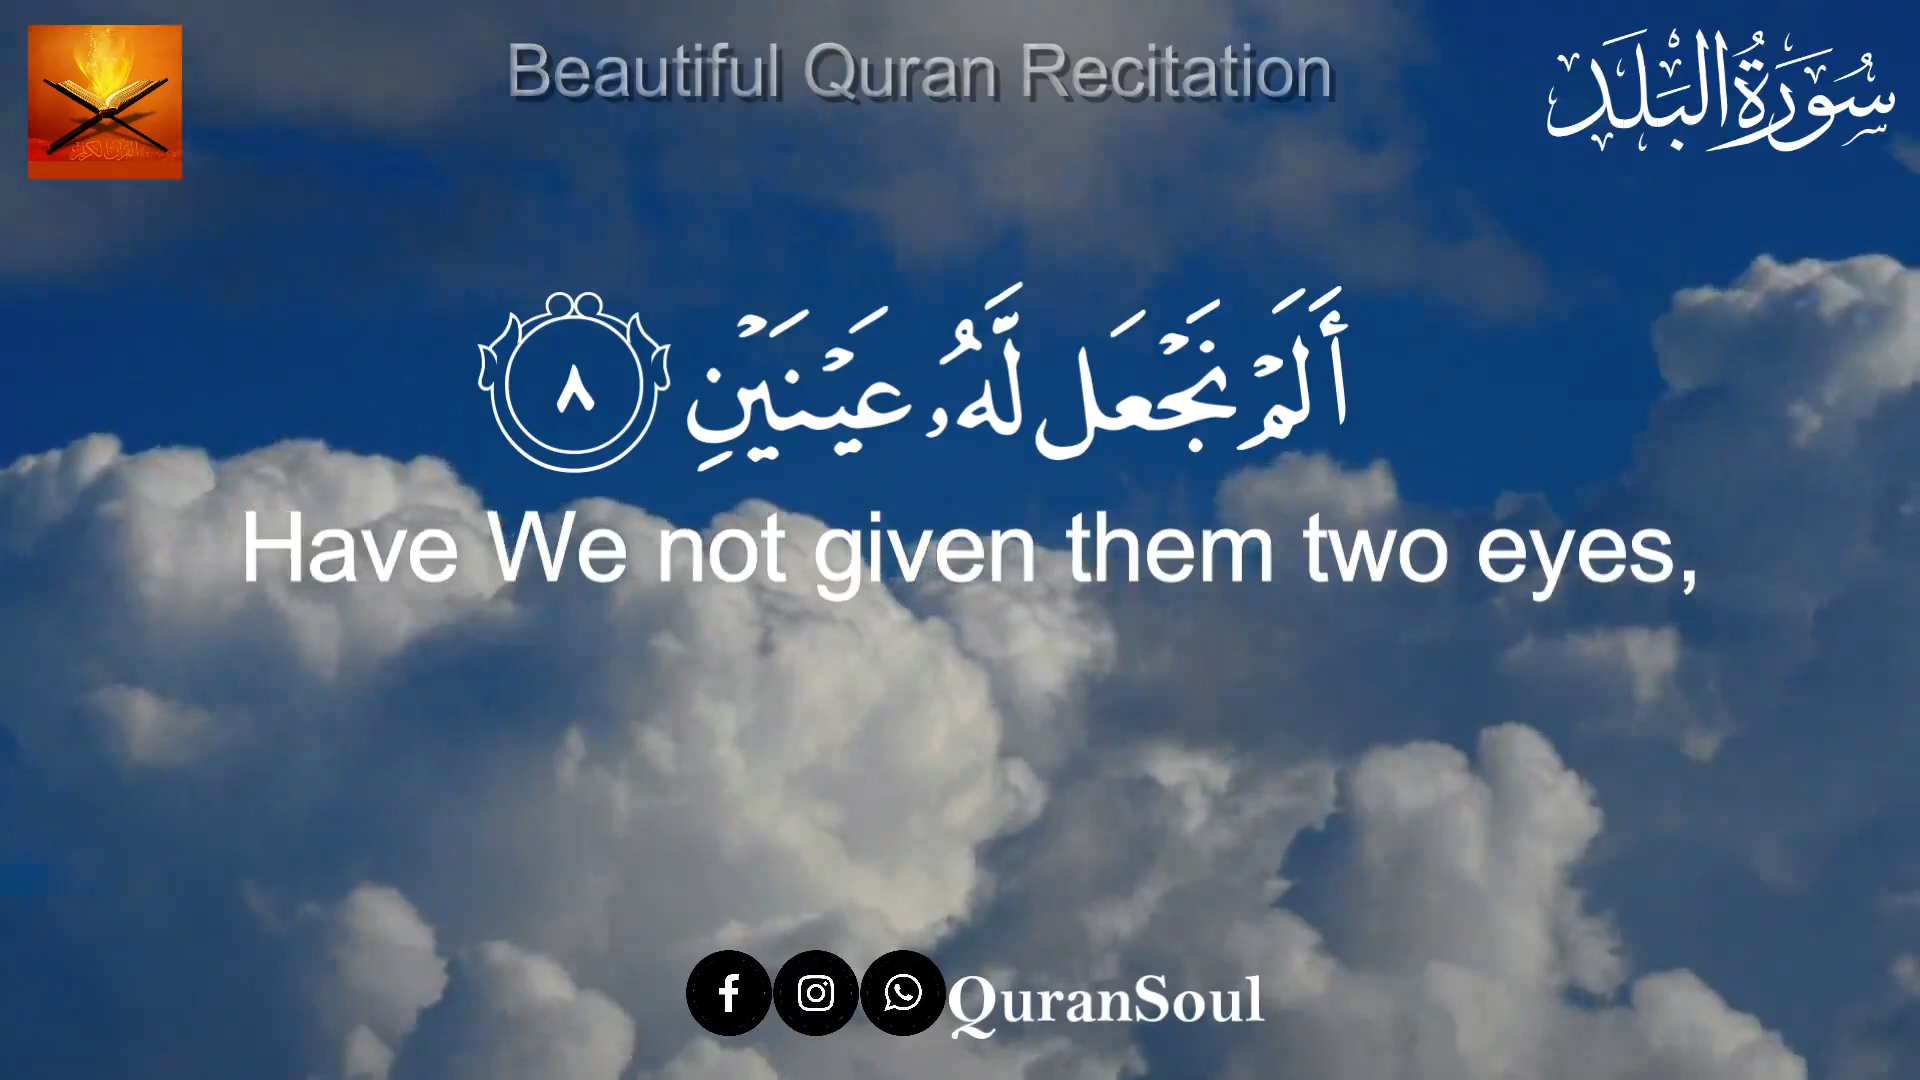 Beautiful Quran Recitation
سُورَةُ البَلَدِ
أَلَمْ نَجْعَل لَّهُۥ عَيْنَيْنِ ٨
Have We not given them two eyes,
QuranSoul